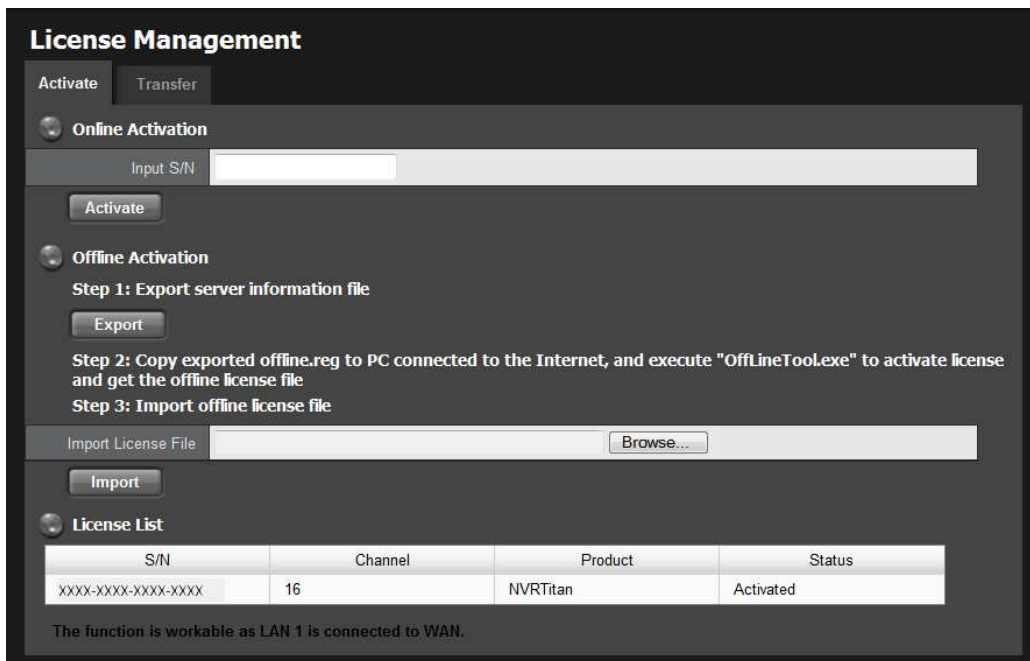 License Management
Activate Transfer
Online Activation
Input S/N
Activate
Offline Activation
Step 1: Export server information file
Export
Step 2: Copy exported offline.reg to PC connected to the Internet, and execute "OffLineTool.exe" to activate license
and get the offline license file
Step 3: Import offline license file
Import License File Browse...
Import
License List
S/N Channel Product Status
XXXX-XXXX-XXXX-XXXX 16 NVRTitan Activated
The function is workable as LAN 1 is connected to WAN.